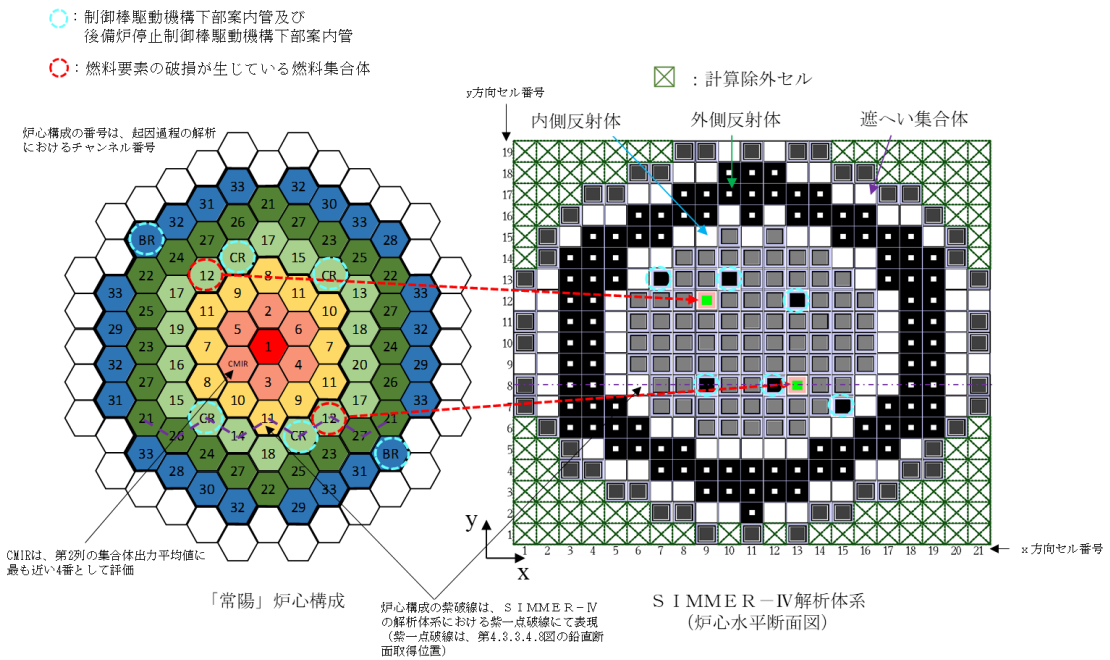 ：制御棒駆動機構下部案内管及び
後備炉停止制御棒駆動機構下部案内管
：燃料要素の破損が生じている燃料集合体
炉心構成の番号は、起因過程の解析
におけるチャンネル番号
33 32
31 21 30
32 26 26 33
BR 27 17 23 28
24 CR 15 25
22 12 8 CR 22
33 17 9 11 13 33
24 11 2 10 24
29 19 5 6 18 25
23 7 1 7 23
32 16 CMIR 4 20 29
27 8 3 11 26
31 15 10 9 17 33
21 CR 11 12 21
26 14 CR 27
33 24 18 23 BR
28 27 25 31
30 22 33
32 29
CMIRは、第2列の集合体出力平均値に
最も近い4番として評価
「常陽」炉心構成
：計算除外セル
y方向セル番号
内側反射体
外側反射体
遮へい集合体
19
18
17
16
15
14
13
12
11
10
9
8
7
6
5
4
3
2
1
1 2 3 4 5 6 7 8 9 10 11 12 13 14 15 16 17 18 19 20 21
x方向セル番号
y
x
炉心構成の紫破線は、ＳＩＭＭＥＲ－Ⅳ
の解析体系における紫一点破線にて表現
（紫一点破線は、第4.3.3.4.8図の鉛直断
面取得位置）
ＳＩＭＭＥＲ－Ⅳ解析体系
（炉心水平断面図）